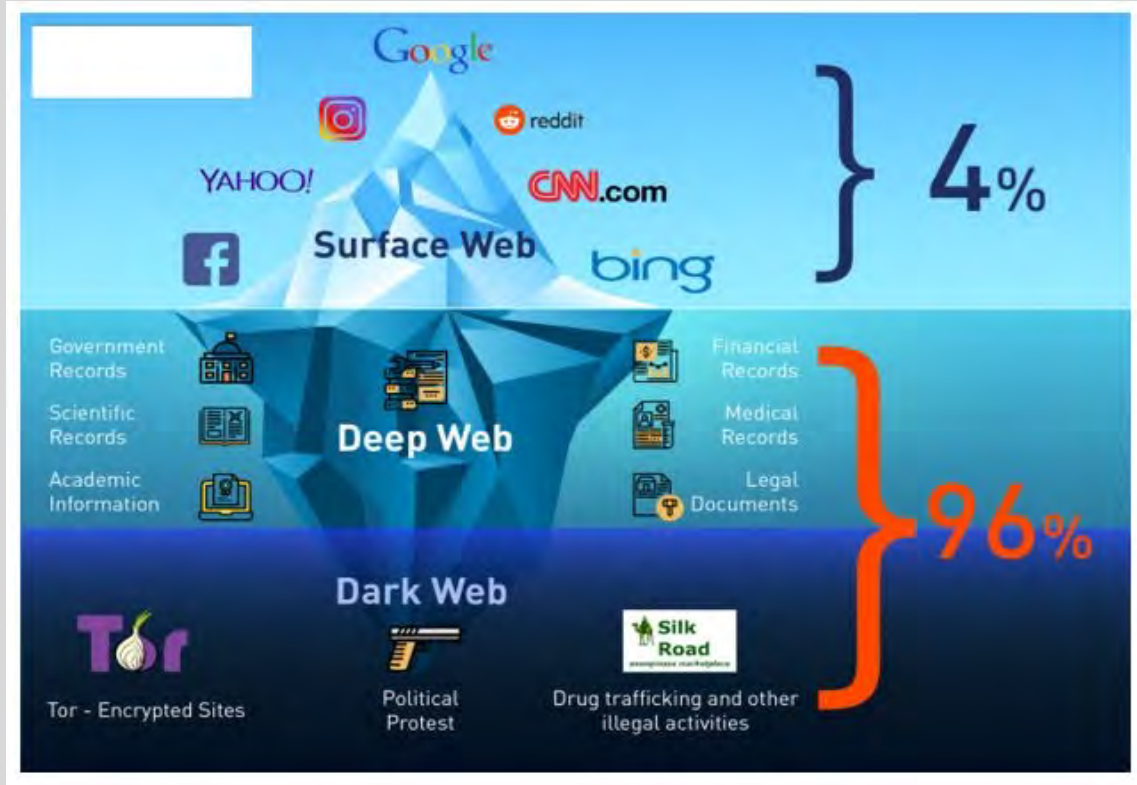 Google
reddit
YAHOO!
CNN.com
Surface Web
bing
4%
Government
Records
Scientific
Records
Academic
Information
Deep Web
Financial
Records
Medical
Records
Legal
Documents
96%
Dark Web
Tor
Tor - Encrypted Sites
Political
Protest
Silk
Road
Drug trafficking and other
illegal activities